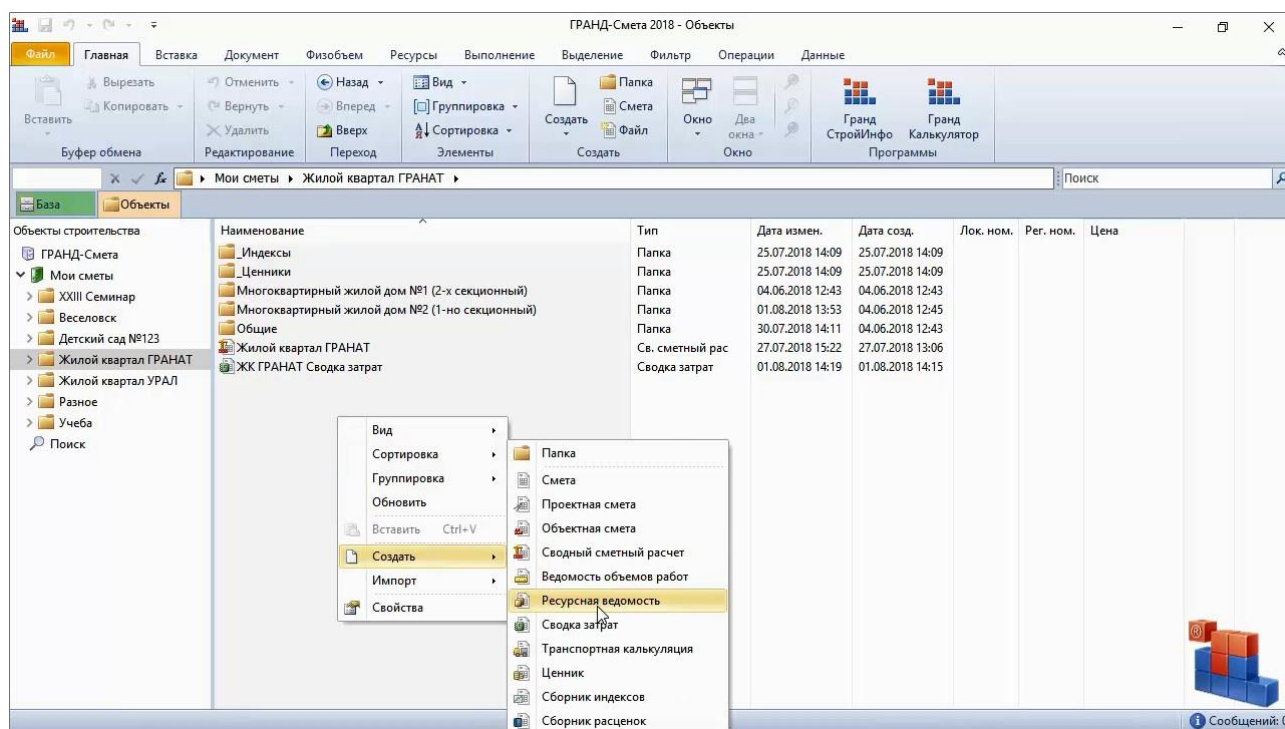 ГРАНД-Смета 2018 - Объекты
Файл Главная Вставка Документ Физобъем Ресурсы Выполнение Выделение Фильтр Операции Данные
Вставить
Вырезать
Копировать
Буфер обмена
Отменить
Вернуть
Удалить
Редактирование
Назад
Вперед
Вверх
Переход
Вид
Группировка
Сортировка
Элементы
Создать
Папка
Смета
Файл
Создать
Окно
Два окна
Окно
Гранд СтройИнфо
Гранд Калькулятор
Программы
fx Мои сметы Жилой квартал ГРАНАТ Поиск
База Объекты
Объекты строительства
ГРАНД-Смета
Мои сметы
XXIII Семинар
Веселовск
Детский сад №123
Жилой квартал ГРАНАТ
Жилой квартал УРАЛ
Разное
Учеба
Поиск
Наименование Тип Дата измен. Дата созд. Лок. ном. Рег. ном. Цена
_Индексы Папка 25.07.2018 14:09 25.07.2018 14:09
_Ценники Папка 25.07.2018 14:09 25.07.2018 14:09
Многоквартирный жилой дом №1 (2-х секционный) Папка 04.06.2018 12:43 04.06.2018 12:43
Многоквартирный жилой дом №2 (1-но секционный) Папка 01.08.2018 13:53 04.06.2018 12:45
Общие Папка 30.07.2018 14:11 04.06.2018 12:43
Жилой квартал ГРАНАТ Св. сметный рас 27.07.2018 15:22 27.07.2018 13:06
ЖК ГРАНАТ Сводка затрат Сводка затрат 01.08.2018 14:19 01.08.2018 14:15
Вид
Сортировка
Группировка
Обновить
Вставить Ctrl+V
Создать
Импорт
Свойства
Папка
Смета
Проектная смета
Объектная смета
Сводный сметный расчет
Ведомость объемов работ
Ресурсная ведомость
Сводка затрат
Транспортная калькуляция
Ценник
Сборник индексов
Сборник расценок
®
Сообщений: 0